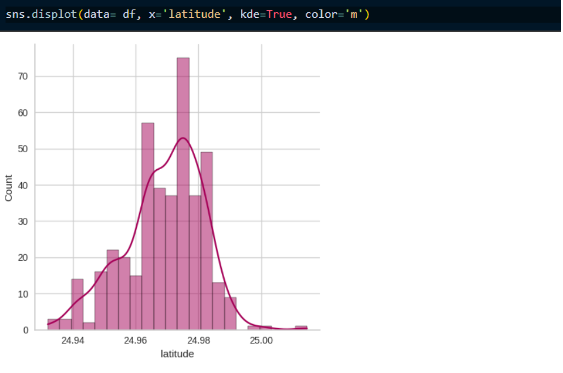 sns.displot(data= df, x='latitude', kde=True, color='m')
70
60
50
40
30
20
10
0
Count
24.94 24.96 24.98 25.00
latitude